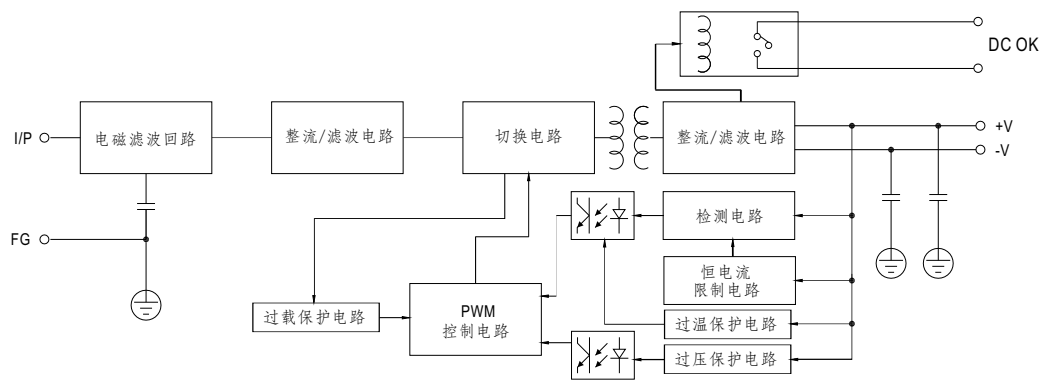 DC OK
I/P
电磁滤波回路
整流/滤波电路
切换电路
整流/滤波电路
+V
-V
检测电路
FG
恒电流
限制电路
过载保护电路
PWM
控制电路
过温保护电路
过压保护电路